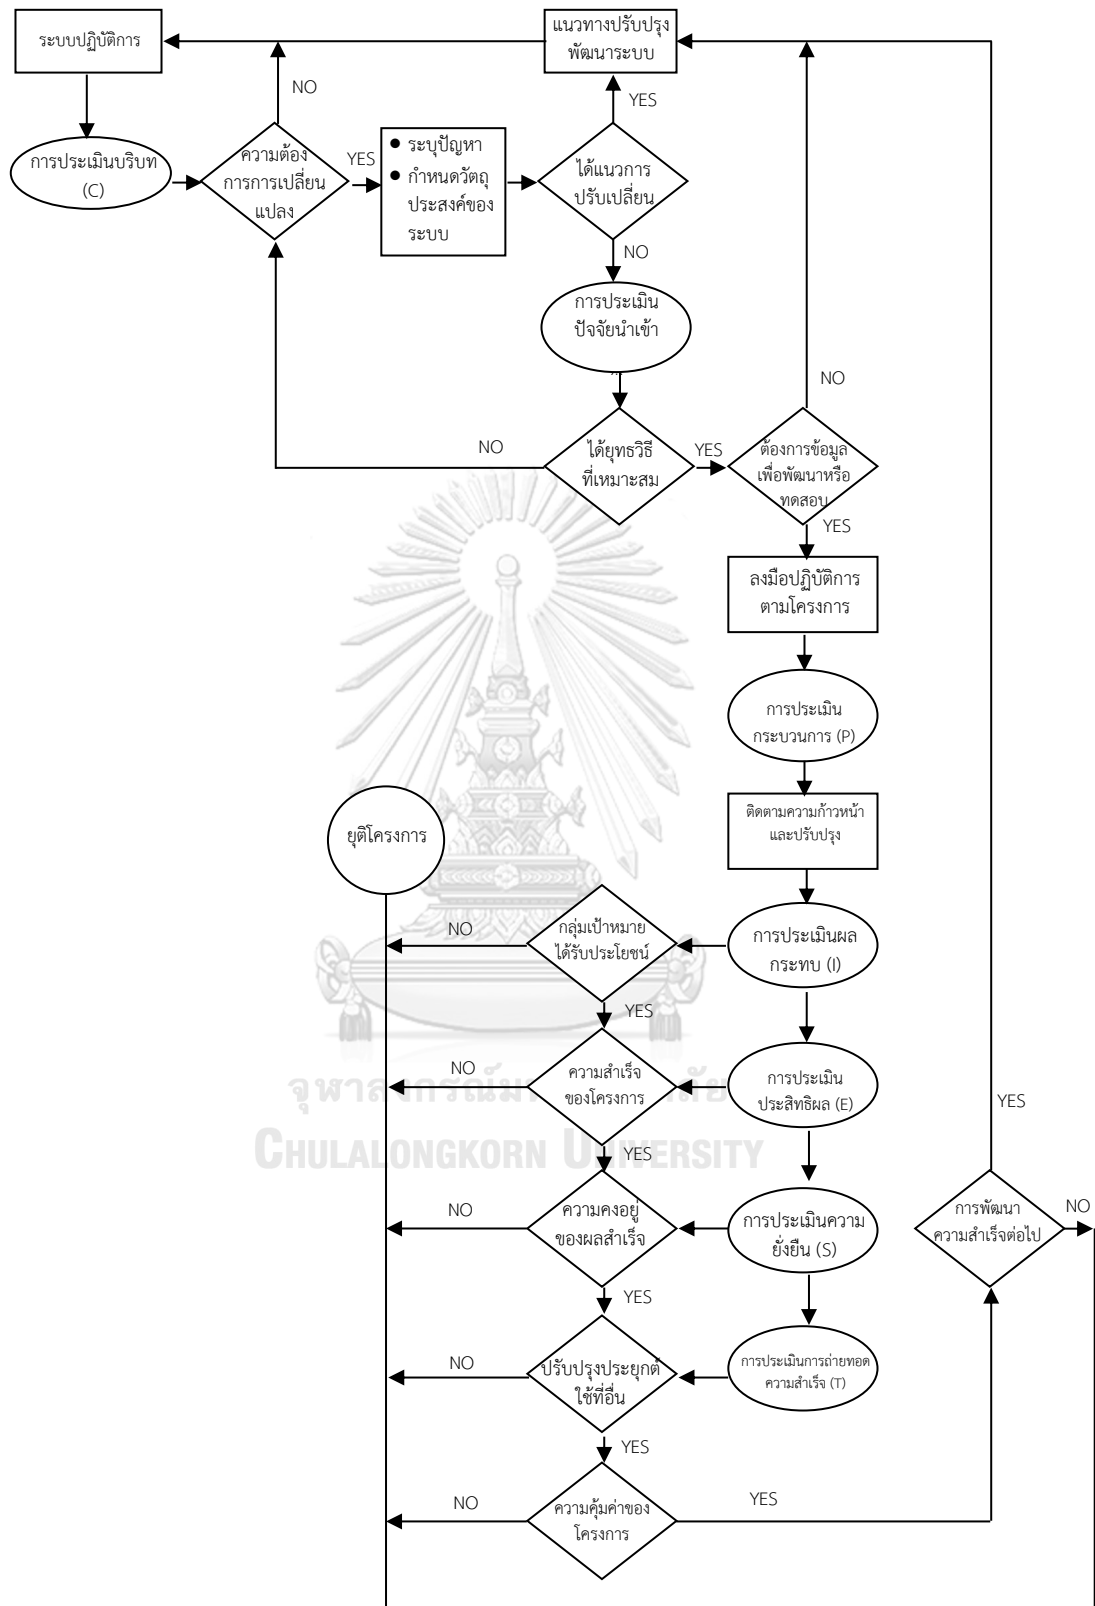 ระบบปฏิบัติการ
แนวทางปรับปรุง
พัฒนาระบบ
NO
YES
การประเมินบริบท
(C)
ความต้อง
การการเปลี่ยน
แปลง
YES
● ระบุปัญหา
● กำหนดวัตถุ
ประสงค์ของ
ระบบ
ได้แนวการ
ปรับเปลี่ยน
NO
การประเมิน
ปัจจัยนำเข้า
NO
NO
ได้ยุทธวิธี
ที่เหมาะสม
YES
ต้องการข้อมูล
เพื่อพัฒนาหรือ
ทดสอบ
YES
ลงมือปฏิบัติการ
ตามโครงการ
การประเมิน
กระบวนการ (P)
ติดตามความก้าวหน้า
และปรับปรุง
ยุติโครงการ
NO
กลุ่มเป้าหมาย
ได้รับประโยชน์
การประเมินผล
กระทบ (I)
YES
NO
ความสำเร็จ
ของโครงการ
การประเมิน
ประสิทธิผล (E)
YES
YES
CHULALONGKORN UNIVERSITY
NO
ความคงอยู่
ของผลสำเร็จ
การประเมินความ
ยั่งยืน (S)
การพัฒนา
ความสำเร็จต่อไป
NO
YES
NO
ปรับปรุงประยุกต์
ใช้ที่อื่น
การประเมินการถ่ายทอด
ความสำเร็จ (T)
YES
NO
ความคุ้มค่าของ
โครงการ
YES